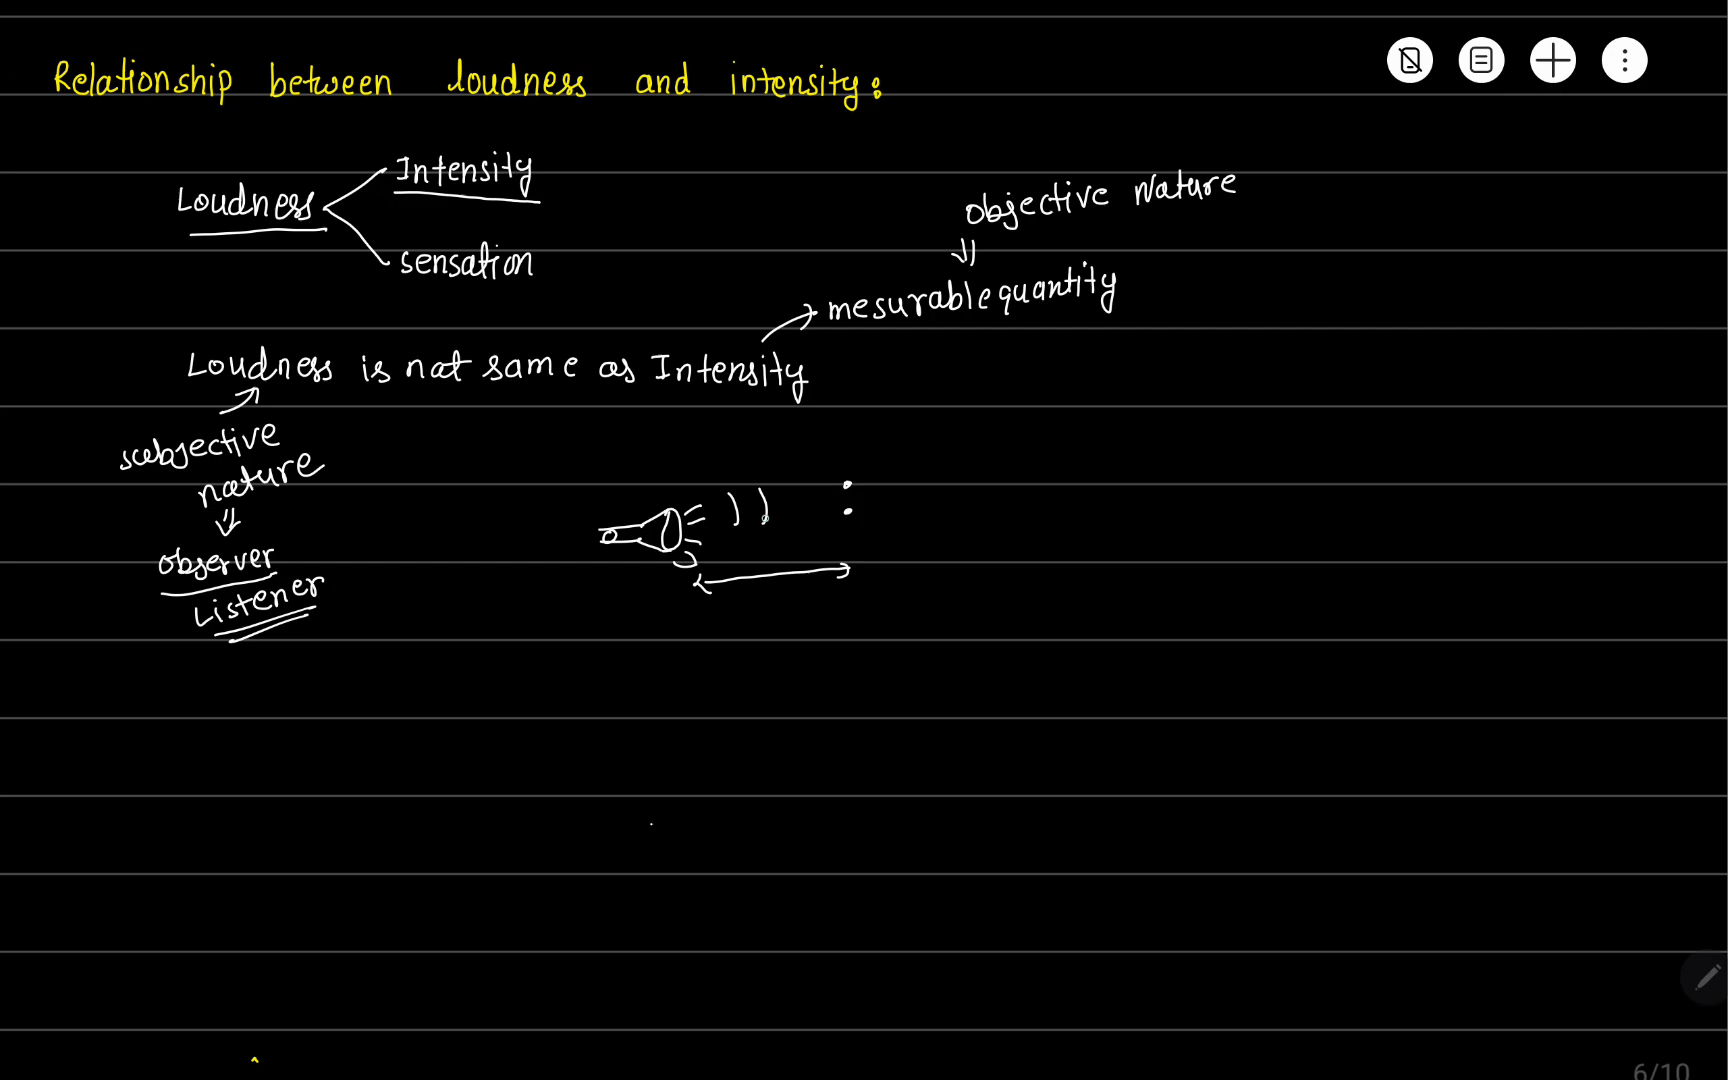 Relationship between loudness and intensity:
Intensity
Loudness
sensation
objective Nature
mesurable quantity
Loudness is not same as Intensity
subjective
nature
observer
Listener
6/10